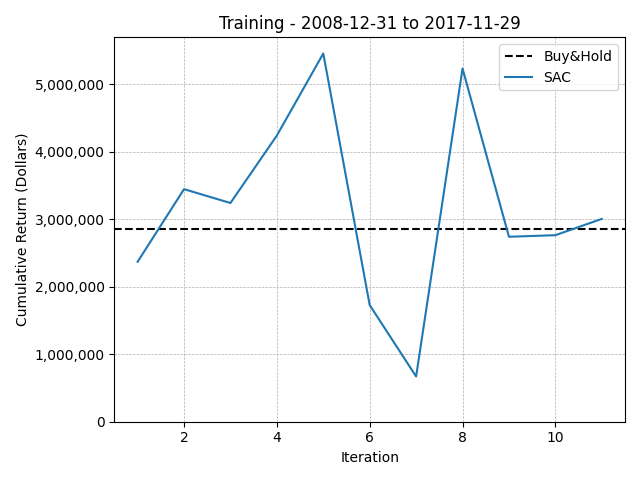 Training - 2008-12-31 to 2017-11-29
Buy&Hold
SAC
Cumulative Return (Dollars)
5,000,000
4,000,000
3,000,000
2,000,000
1,000,000
0
2
4
6
8
10
Iteration